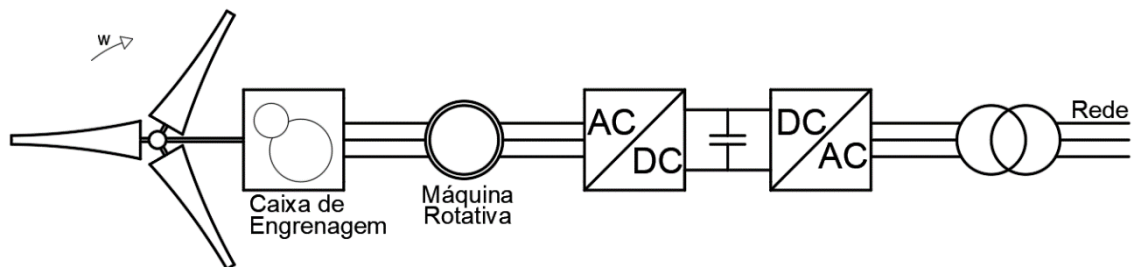 w
Caixa de
Engrenagem
Máquina
Rotativa
AC
DC
DC
AC
Rede